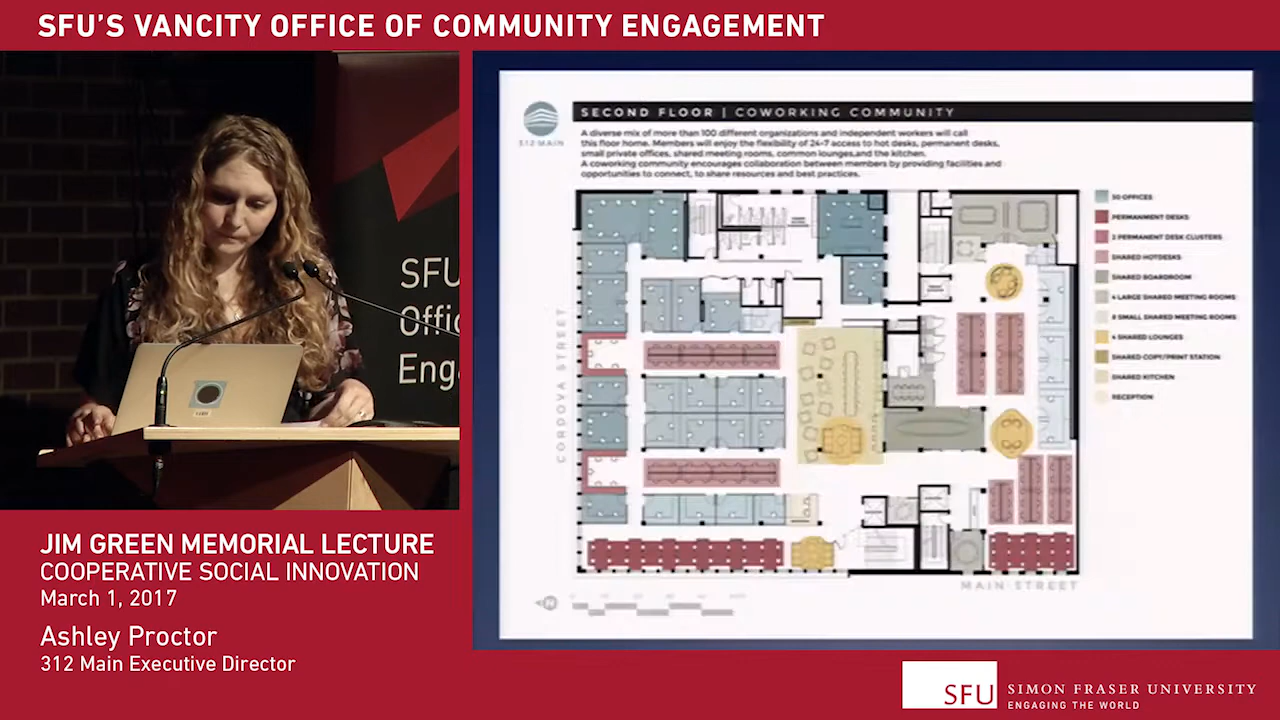 SFU'S VANCITY OFFICE OF COMMUNITY ENGAGEMENT
SFU
Offic
Eng
JIM GREEN MEMORIAL LECTURE
COOPERATIVE SOCIAL INNOVATION
March 1, 2017
Ashley Proctor
312 Main Executive Director
312 MAIN
SECOND FLOOR | COWORKING COMMUNITY
A diverse mix of more than 100 different organizations and independent workers will call
this floor home. Members will enjoy the flexibility of 24-7 access to hot desks, permanent desks,
small private offices, shared meeting rooms, common lounges,and the kitchen.
A coworking community encourages collaboration between members by providing facilities and
opportunities to connect, to share resources and best practices.
50 OFFICES
PERMANMENT DESKS
2 PERMANENT DESK CLUSTERS
SHARED HOTDESKS
SHARED BOARDROOM
4 LARGE SHARED MEETING ROOMS
8 SMALL SHARED MEETING ROOMS
4 SHARED LOUNGES
SHARED COPY/PRINT STATION
SHARED KITCHEN
RECEPTION
CORDOVA STREET
MAIN STREET
N
SFU
SIMON FRASER UNIVERSITY
ENGAGING THE WORLD